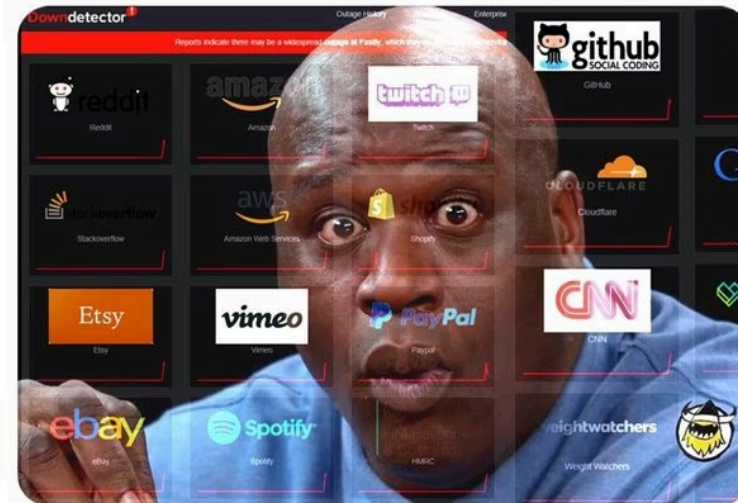 Downdetector
Outage History
Enterprise
Reports indicate there may be a widespread outage at Fastly, which may
reddit
Reddit
amazon
Amazon
twitch
Twitch
github
SOCIAL CODING
GitHub
stackoverflow
Stackoverflow
aws
Amazon Web Services
shop
Shopify
CLOUDFLARE
Cloudflare
G
Etsy
Etsy
vimeo
Vimeo
PayPal
Paypal
CNN
CNN
ebay
eBay
Spotify
Spotify
HMRC
weightwatchers
Weight Watchers